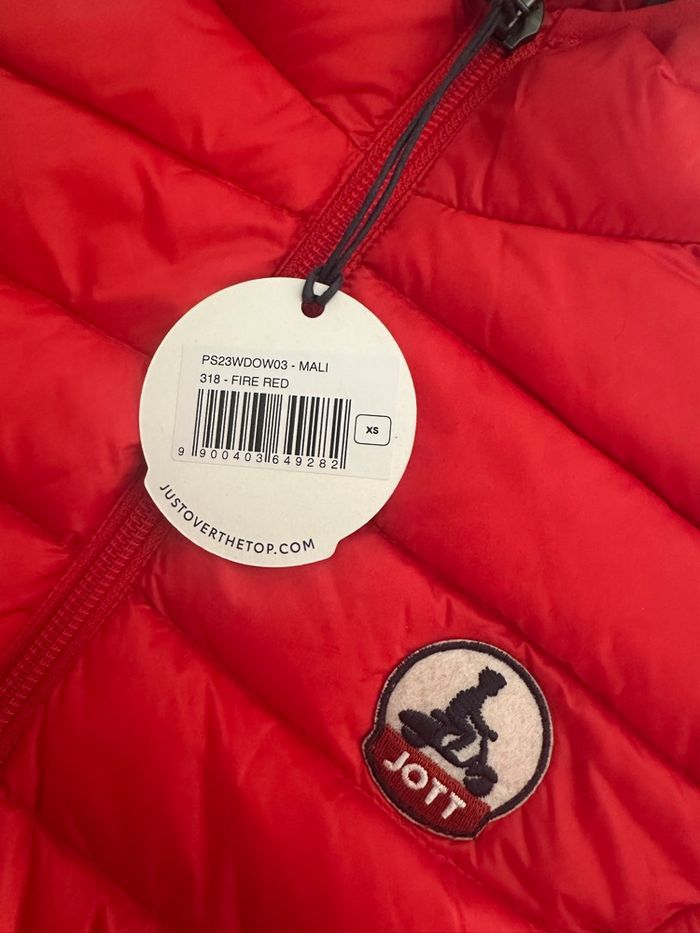 PS23WDOW03 - MALI
318 - FIRE RED
XS
9 900403 649282
JUSTOVERTHETOP.COM
JOTT